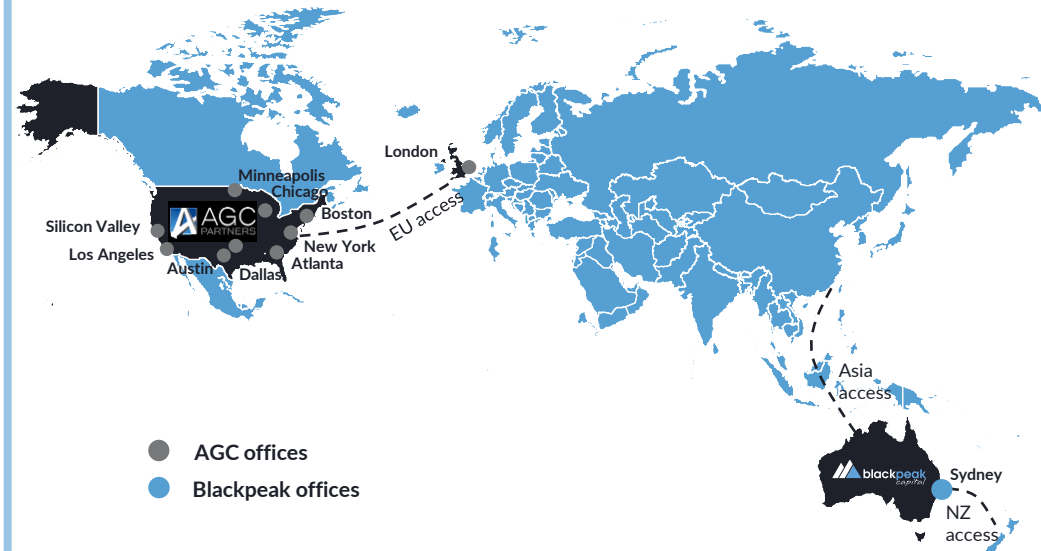 London
Minneapolis
Chicago
AGC
PARTNERS
Boston
Silicon Valley
EU access
New York
Los Angeles
Atlanta
Austin
Dallas
Asia
access
AGC offices
Blackpeak offices
blackpeak
capital
Sydney
NZ
access